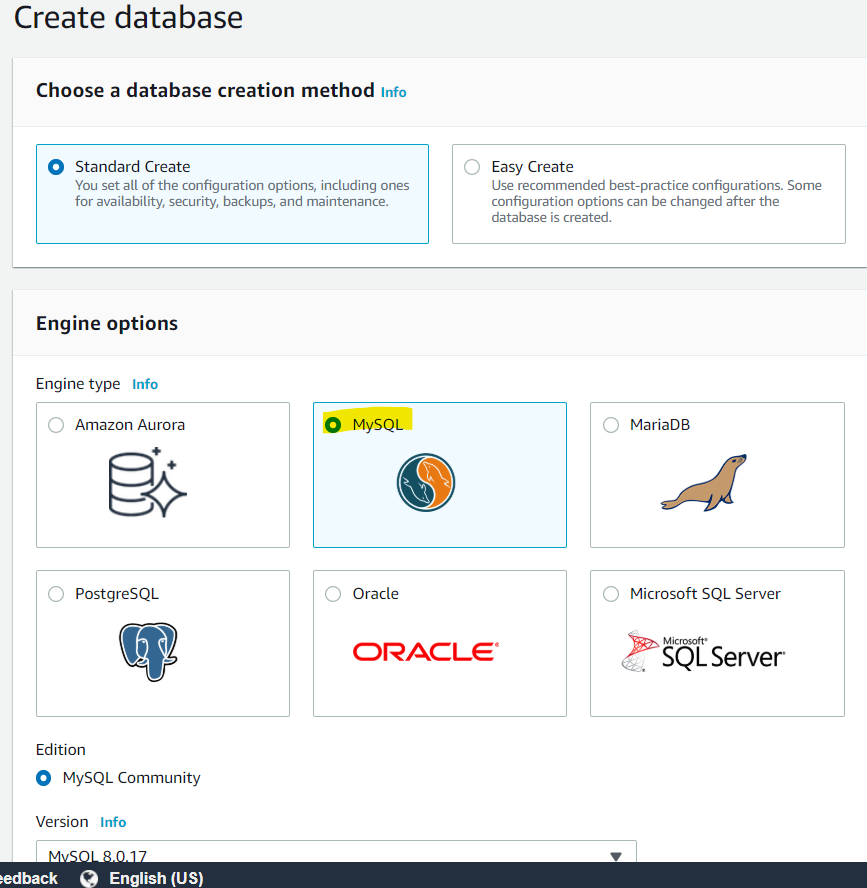 Create database
Choose a database creation method Info
Standard Create
You set all of the configuration options, including ones
for availability, security, backups, and maintenance.
Easy Create
Use recommended best-practice configurations. Some
configuration options can be changed after the
database is created.
Engine options
Engine type Info
Amazon Aurora
MySQL
MariaDB
PostgreSQL
Oracle
ORACLE®
Microsoft SQL Server
Microsoft®
SQL Server®
Edition
MySQL Community
Version Info
MySQL 8.0.17
eedback English (US)